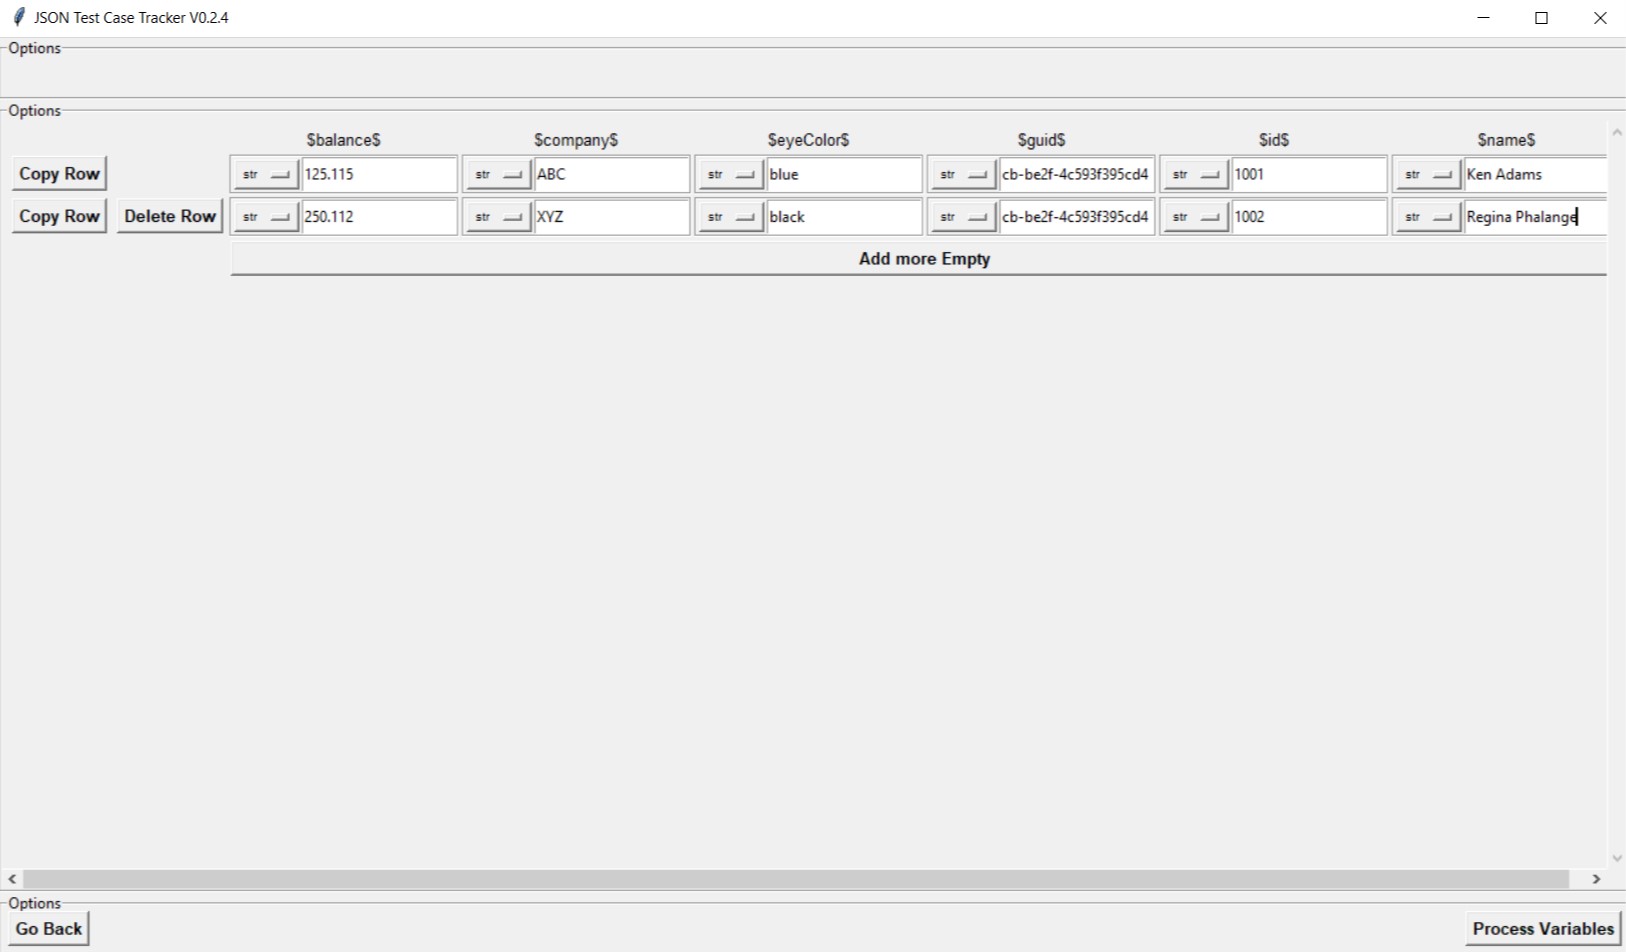 JSON Test Case Tracker V0.2.4
Options
Options
$balance$ $company$ $eyeColor$ $guid$ $id$ $name$
Copy Row str 125.115 str ABC str blue str cb-be2f-4c593f395cd4 str 1001 str Ken Adams
Copy Row Delete Row str 250.112 str XYZ str black str cb-be2f-4c593f395cd4 str 1002 str Regina Phalange
Add more Empty
Options
Go Back Process Variables